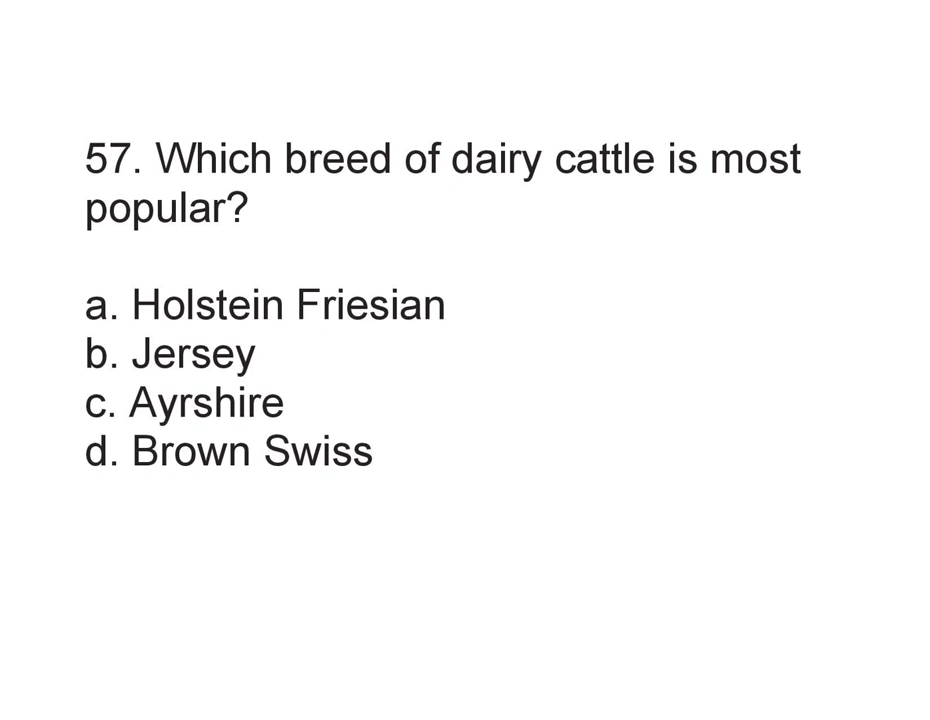 57. Which breed of dairy cattle is most
popular?
a. Holstein Friesian
b. Jersey
c. Ayrshire
d. Brown Swiss